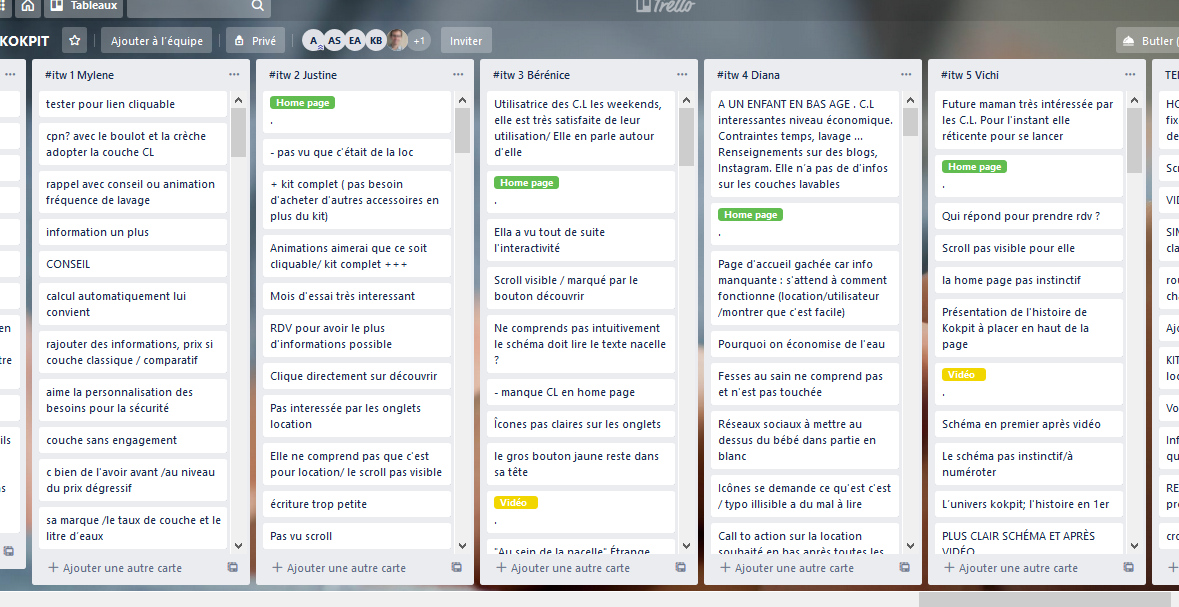 Tableaux
Trello
KOKPIT
Ajouter à l'équipe
Privé
A
AS
EA
KB
+1
Inviter
Butler (
en
tre
ils
s
#itw 1 Mylene
tester pour lien cliquable
cpn? avec le boulot et la crèche
adopter la couche CL
rappel avec conseil ou animation
fréquence de lavage
information un plus
CONSEIL
calcul automatiquement lui
convient
rajouter des informations, prix si
couche classique / comparatif
aime la personnalisation des
besoins pour la sécurité
couche sans engagement
c bien de l'avoir avant /au niveau
du prix dégressif
sa marque /le taux de couche et le
litre d'eaux
+ Ajouter une autre carte
#itw 2 Justine
Home page
.
- pas vu que c'était de la loc
+ kit complet ( pas besoin
d'acheter d'autres accessoires en
plus du kit)
Animations aimerai que ce soit
cliquable/ kit complet +++
Mois d'essai très interessant
RDV pour avoir le plus
d'informations possible
Clique directement sur découvrir
Pas interessée par les onglets
location
Elle ne comprend pas que c'est
pour location/ le scroll pas visible
écriture trop petite
Pas vu scroll
+ Ajouter une autre carte
#itw 3 Bérénice
Utilisatrice des C.L les weekends,
elle est très satisfaite de leur
utilisation/ Elle en parle autour
d'elle
Home page
.
Ella a vu tout de suite
l'interactivité
Scroll visible / marqué par le
bouton découvrir
Ne comprends pas intuitivement
le schéma doit lire le texte nacelle
?
- manque CL en home page
Îcones pas claires sur les onglets
le gros bouton jaune reste dans
sa tête
Vidéo
.
"Au sein de la nacelle" Étrange
+ Ajouter une autre carte
#itw 4 Diana
A UN ENFANT EN BAS AGE . C.L
interessantes niveau économique.
Contraintes temps, lavage ...
Renseignements sur des blogs,
Instagram. Elle n'a pas de d'infos
sur les couches lavables
Home page
.
Page d'accueil gachée car info
manquante : s'attend à comment
fonctionne (location/utilisateur
/montrer que c'est facile)
Pourquoi on économise de l'eau
Fesses au sain ne comprend pas
et n'est pas touchée
Réseaux sociaux à mettre au
dessus du bébé dans partie en
blanc
Icônes se demande ce qu'est c'est
/ typo illisible a du mal à lire
Call to action sur la location
souhaité en bas après toutes les
+ Ajouter une autre carte
#itw 5 Vichi
Future maman très intéressée par
les C.L. Pour l'instant elle
réticente pour se lancer
Home page
.
Qui répond pour prendre rdv ?
Scroll pas visible pour elle
la home page pas instinctif
Présentation de l'histoire de
Kokpit à placer en haut de la
page
Vidéo
.
Schéma en premier après vidéo
Le schéma pas instinctif/à
numéroter
L'univers kokpit; l'histoire en 1er
PLUS CLAIR SCHÉMA ET APRÈS
VIDÉO
+ Ajouter une autre carte
TE
HO
fix
de
Scr
VID
SIM
cla
rou
cha
Ajo
KIT
loc
Vo
Inf
qu
RE
pre
cro
+